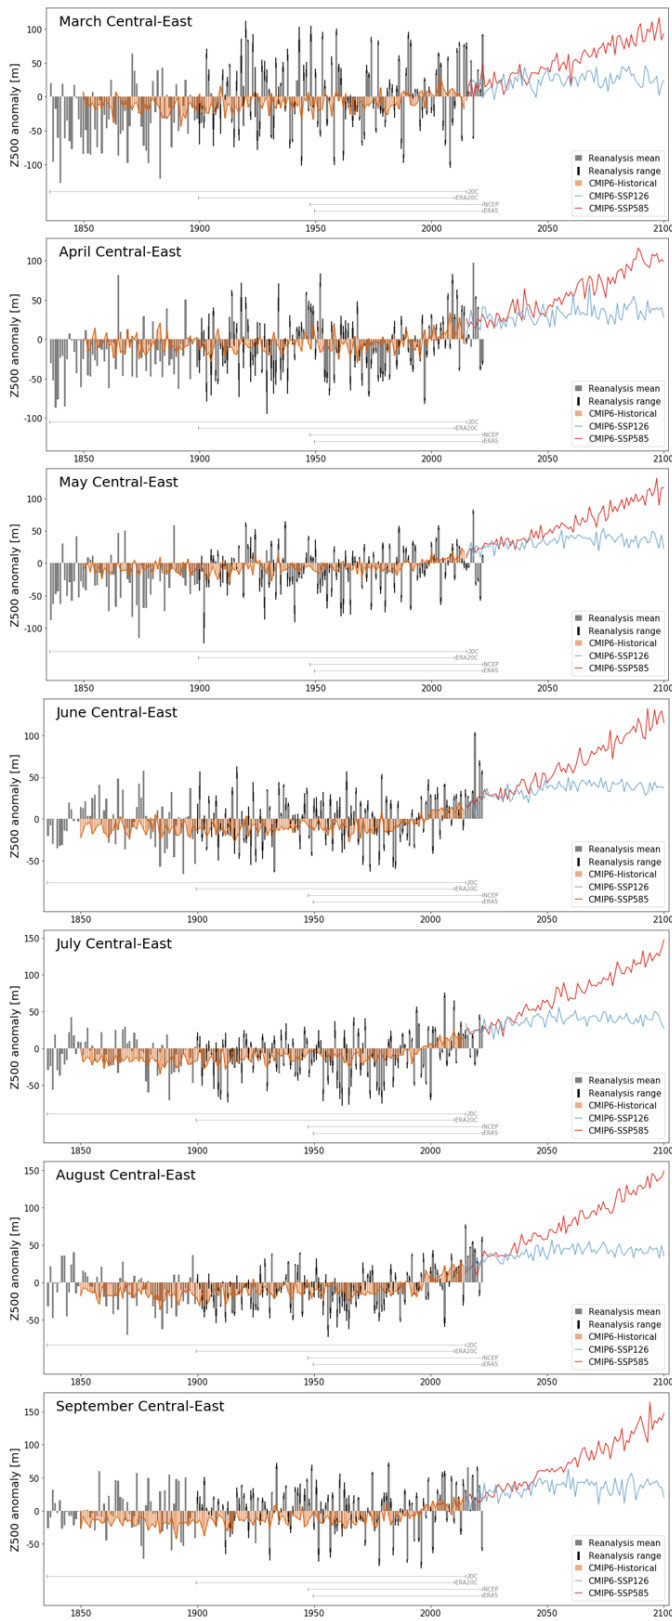 March Central-East
Z500 anomaly [m]
100
50
0
-50
-100
Reanalysis mean
Reanalysis range
CMIP6-Historical
CMIP6-SSP126
CMIP6-SSP585
20C
ERA20C
NCEP
ERA5
1850 1900 1950 2000 2050 2100
April Central-East
Z500 anomaly [m]
100
50
0
-50
-100
Reanalysis mean
Reanalysis range
CMIP6-Historical
CMIP6-SSP126
CMIP6-SSP585
20C
ERA20C
NCEP
ERA5
1850 1900 1950 2000 2050 2100
May Central-East
Z500 anomaly [m]
100
50
0
-50
-100
Reanalysis mean
Reanalysis range
CMIP6-Historical
CMIP6-SSP126
CMIP6-SSP585
20C
ERA20C
NCEP
ERA5
1850 1900 1950 2000 2050 2100
June Central-East
Z500 anomaly [m]
100
50
0
-50
Reanalysis mean
Reanalysis range
CMIP6-Historical
CMIP6-SSP126
CMIP6-SSP585
20C
ERA20C
NCEP
ERA5
1850 1900 1950 2000 2050 2100
July Central-East
Z500 anomaly [m]
150
100
50
0
-50
Reanalysis mean
Reanalysis range
CMIP6-Historical
CMIP6-SSP126
CMIP6-SSP585
20C
ERA20C
NCEP
ERA5
1850 1900 1950 2000 2050 2100
August Central-East
Z500 anomaly [m]
150
100
50
0
-50
Reanalysis mean
Reanalysis range
CMIP6-Historical
CMIP6-SSP126
CMIP6-SSP585
20C
ERA20C
NCEP
ERA5
1850 1900 1950 2000 2050 2100
September Central-East
Z500 anomaly [m]
150
100
50
0
-50
Reanalysis mean
Reanalysis range
CMIP6-Historical
CMIP6-SSP126
CMIP6-SSP585
20C
ERA20C
NCEP
ERA5
1850 1900 1950 2000 2050 2100